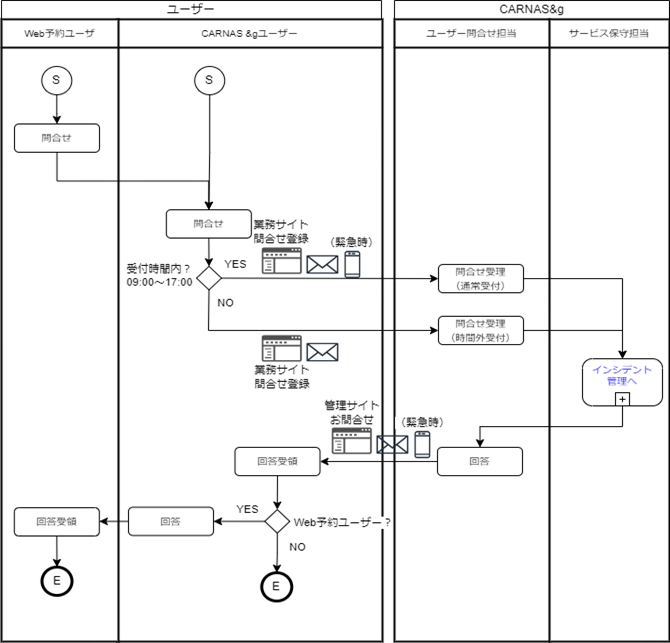 ユーザー
CARNAS&g
Web予約ユーザ
CARNAS &gユーザー
ユーザー問合せ担当
サービス保守担当
S
S
問合せ
問合せ
業務サイト
問合せ登録
（緊急時）
受付時間内？
09:00～17:00
YES
NO
問合せ受理
（通常受付）
問合せ受理
（時間外受付）
業務サイト
問合せ登録
インシデント
管理へ
+
管理サイト
お問合せ
（緊急時）
回答受領
回答
回答受領
回答
YES
Web予約ユーザー？
NO
E
E